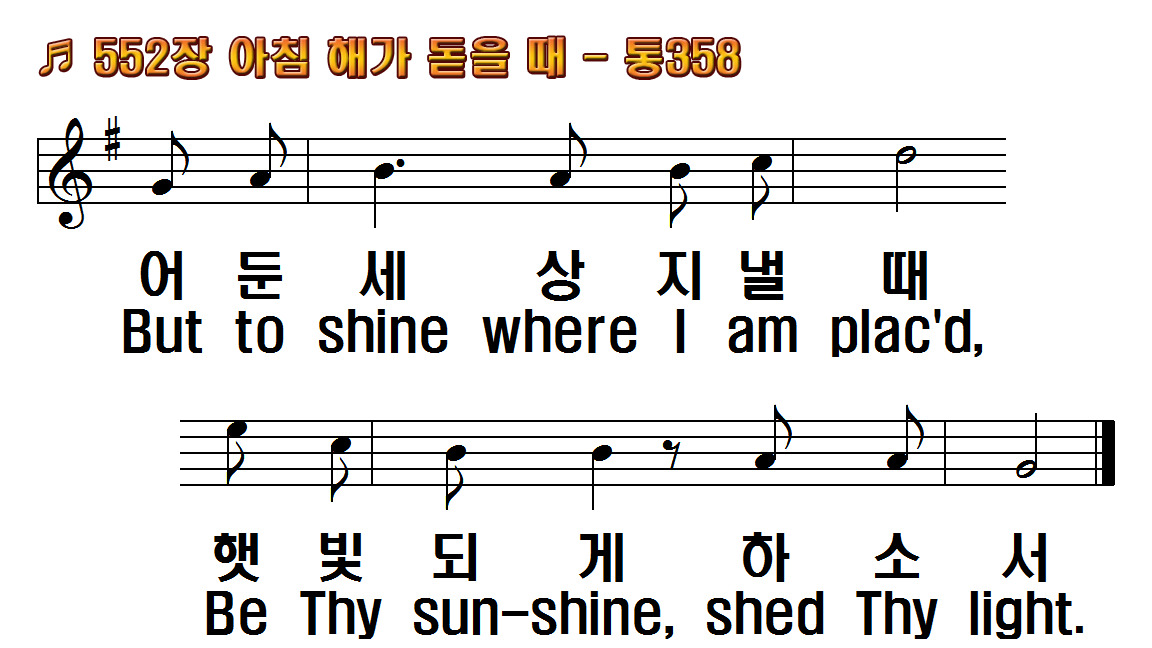 ♬ 552장 아침 해가 돋을 때 - 통358
어 둔 세 상 지 낼 때
But to shine where I am plac'd,
햇 빛 되 게 하 소 서
Be Thy sun-shine, shed Thy light.